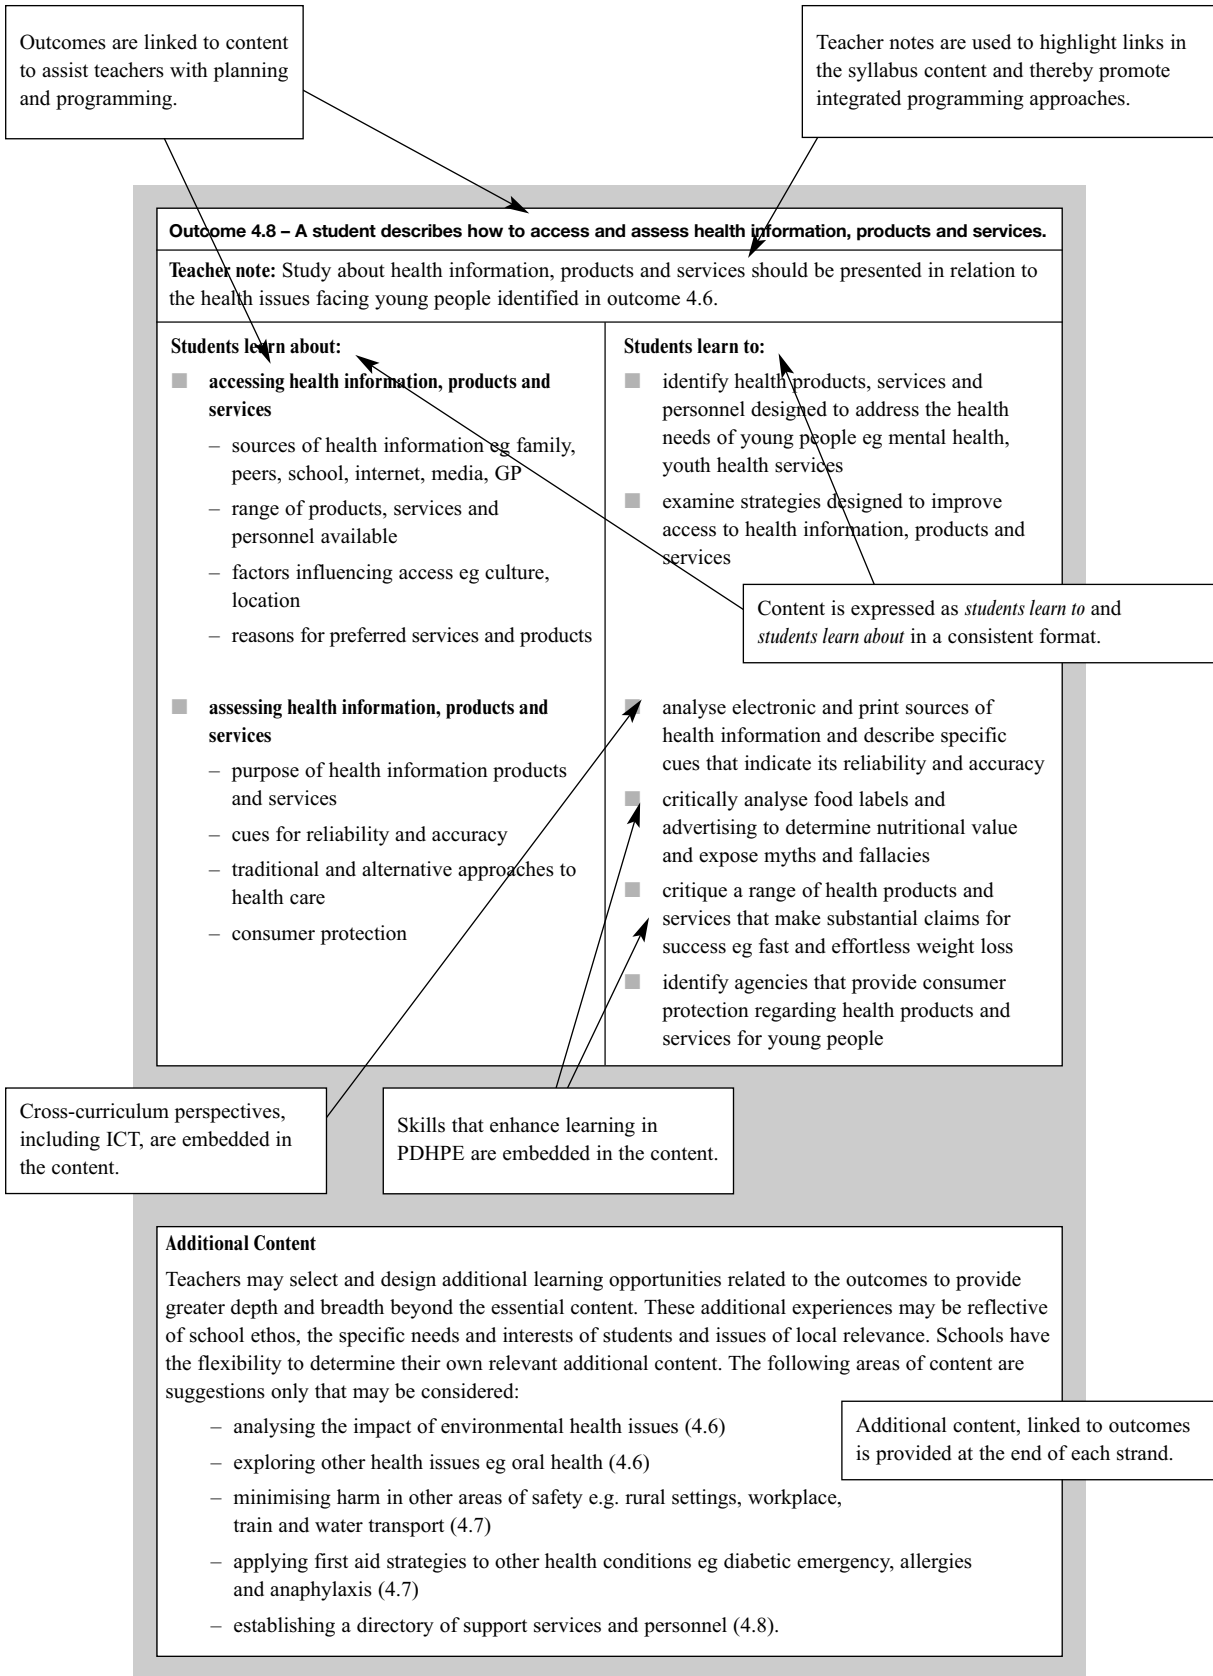 Outcomes are linked to content
to assist teachers with planning
and programming.
Teacher notes are used to highlight links in
the syllabus content and thereby promote
integrated programming approaches.
Outcome 4.8 – A student describes how to access and assess health information, products and services.
Teacher note: Study about health information, products and services should be presented in relation to
the health issues facing young people identified in outcome 4.6.
Students learn about:
■ accessing health information, products and
services
– sources of health information eg family,
peers, school, internet, media, GP
– range of products, services and
personnel available
– factors influencing access eg culture,
location
– reasons for preferred services and products
■ assessing health information, products and
services
– purpose of health information products
and services
– cues for reliability and accuracy
– traditional and alternative approaches to
health care
– consumer protection
Students learn to:
■ identify health products, services and
personnel designed to address the health
needs of young people eg mental health,
youth health services
■ examine strategies designed to improve
access to health information, products and
services
Content is expressed as students learn to and
students learn about in a consistent format.
■ analyse electronic and print sources of
health information and describe specific
cues that indicate its reliability and accuracy
■ critically analyse food labels and
advertising to determine nutritional value
and expose myths and fallacies
■ critique a range of health products and
services that make substantial claims for
success eg fast and effortless weight loss
■ identify agencies that provide consumer
protection regarding health products and
services for young people
Cross-curriculum perspectives,
including ICT, are embedded in
the content.
Skills that enhance learning in
PDHPE are embedded in the content.
Additional Content
Teachers may select and design additional learning opportunities related to the outcomes to provide
greater depth and breadth beyond the essential content. These additional experiences may be reflective
of school ethos, the specific needs and interests of students and issues of local relevance. Schools have
the flexibility to determine their own relevant additional content. The following areas of content are
suggestions only that may be considered:
– analysing the impact of environmental health issues (4.6)
– exploring other health issues eg oral health (4.6)
– minimising harm in other areas of safety e.g. rural settings, workplace,
train and water transport (4.7)
– applying first aid strategies to other health conditions eg diabetic emergency, allergies
and anaphylaxis (4.7)
– establishing a directory of support services and personnel (4.8).
Additional content, linked to outcomes
is provided at the end of each strand.